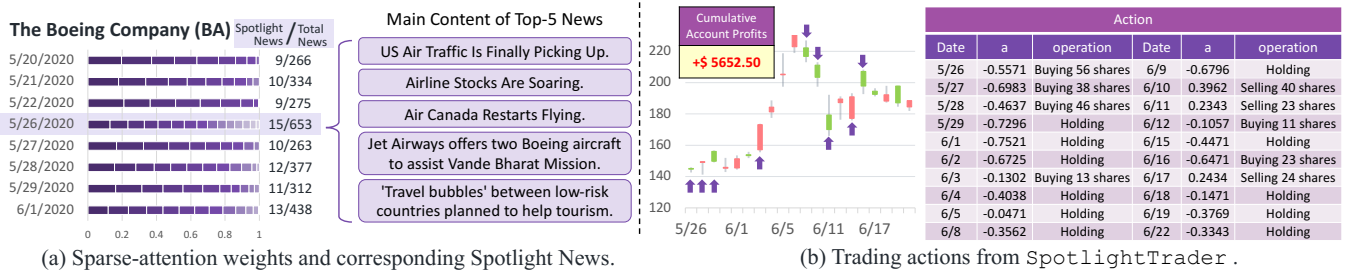 The Boeing Company (BA)
Spotlight News / Total News
5/20/2020 9/266
5/21/2020 10/334
5/22/2020 9/275
5/26/2020 15/653
5/27/2020 10/263
5/28/2020 12/377
5/29/2020 11/312
6/1/2020 13/438
0 0.2 0.4 0.6 0.8 1
Main Content of Top-5 News
US Air Traffic Is Finally Picking Up.
Airline Stocks Are Soaring.
Air Canada Restarts Flying.
Jet Airways offers two Boeing aircraft
to assist Vande Bharat Mission.
'Travel bubbles' between low-risk
countries planned to help tourism.
(a) Sparse-attention weights and corresponding Spotlight News.
Cumulative
Account Profits
+$ 5652.50
220
200
180
160
140
120
5/26 6/1 6/5 6/11 6/17
Action
Date a operation Date a operation
5/26 -0.5571 Buying 56 shares 6/9 -0.6796 Holding
5/27 -0.6983 Buying 38 shares 6/10 0.3962 Selling 40 shares
5/28 -0.4637 Buying 46 shares 6/11 0.2343 Selling 23 shares
5/29 -0.7296 Holding 6/12 -0.1057 Buying 11 shares
6/1 -0.7521 Holding 6/15 -0.4471 Holding
6/2 -0.6725 Holding 6/16 -0.6471 Buying 23 shares
6/3 -0.1302 Buying 13 shares 6/17 0.2434 Selling 24 shares
6/4 -0.4038 Holding 6/18 -0.1471 Holding
6/5 -0.0471 Holding 6/19 -0.3769 Holding
6/8 -0.3562 Holding 6/22 -0.3343 Holding
(b) Trading actions from SpotlightTrader.